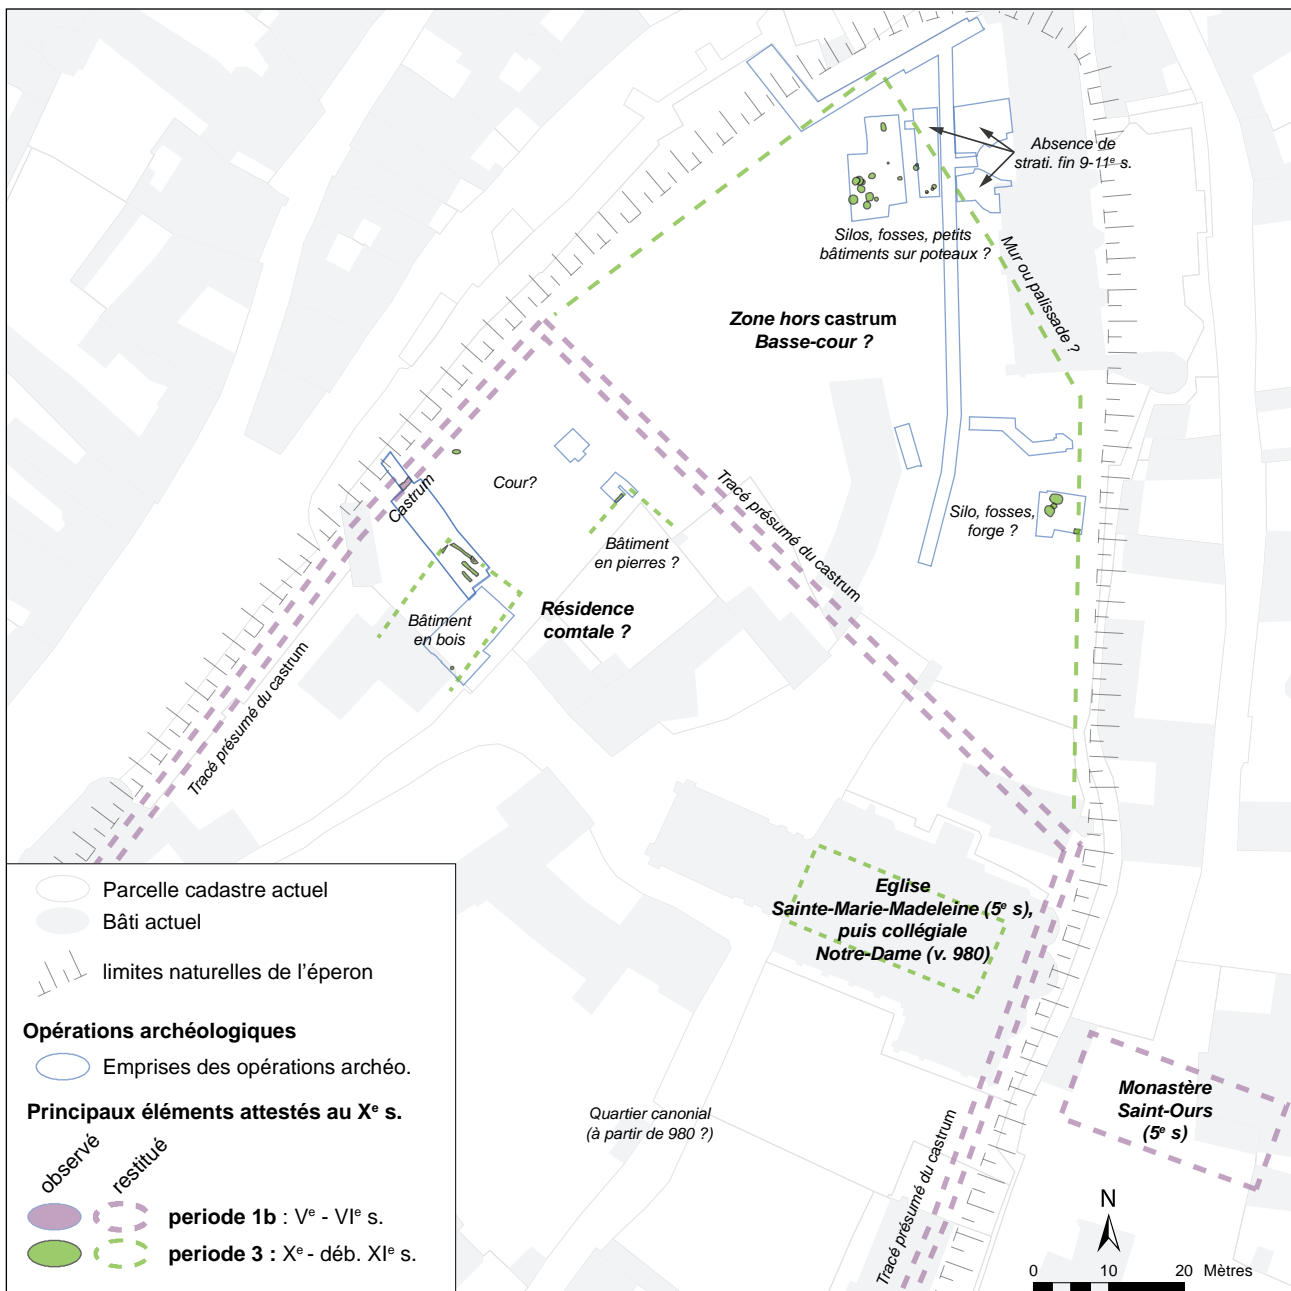 Absence de
strati. fin 9-11e s.
Silos, fosses, petits
bâtiments sur poteaux ?
Mur ou palissade ?
Zone hors castrum
Basse-cour ?
Castrum
Cour?
Tracé présumé du castrum
Silo, fosses,
forge ?
Bâtiment
en pierres ?
Résidence
comtale ?
Bâtiment
en bois
Tracé présumé du castrum
Eglise
Sainte-Marie-Madeleine (5e s),
puis collégiale
Notre-Dame (v. 980)
Monastère
Saint-Ours
(5e s)
Quartier canonial
(à partir de 980 ?)
Tracé présumé du castrum
Parcelle cadastre actuel
Bâti actuel
limites naturelles de l'éperon
Opérations archéologiques
Emprises des opérations archéo.
Principaux éléments attestés au Xe s.
observé
restitué
periode 1b : Ve - VIe s.
periode 3 : Xe - déb. XIe s.
N
0 10 20 Mètres